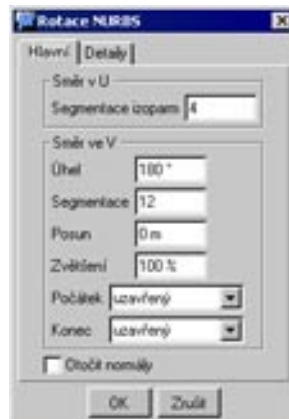 Rotace NURBS
Hlavní Detaily
Směr v U
Segmentace izoparm 4
Směr ve V
Úhel 180 °
Segmentace 12
Posun 0 m
Zvětšení 100 %
Počátek uzavřený
Konec uzavřený
Otočit normály
OK Zrušit